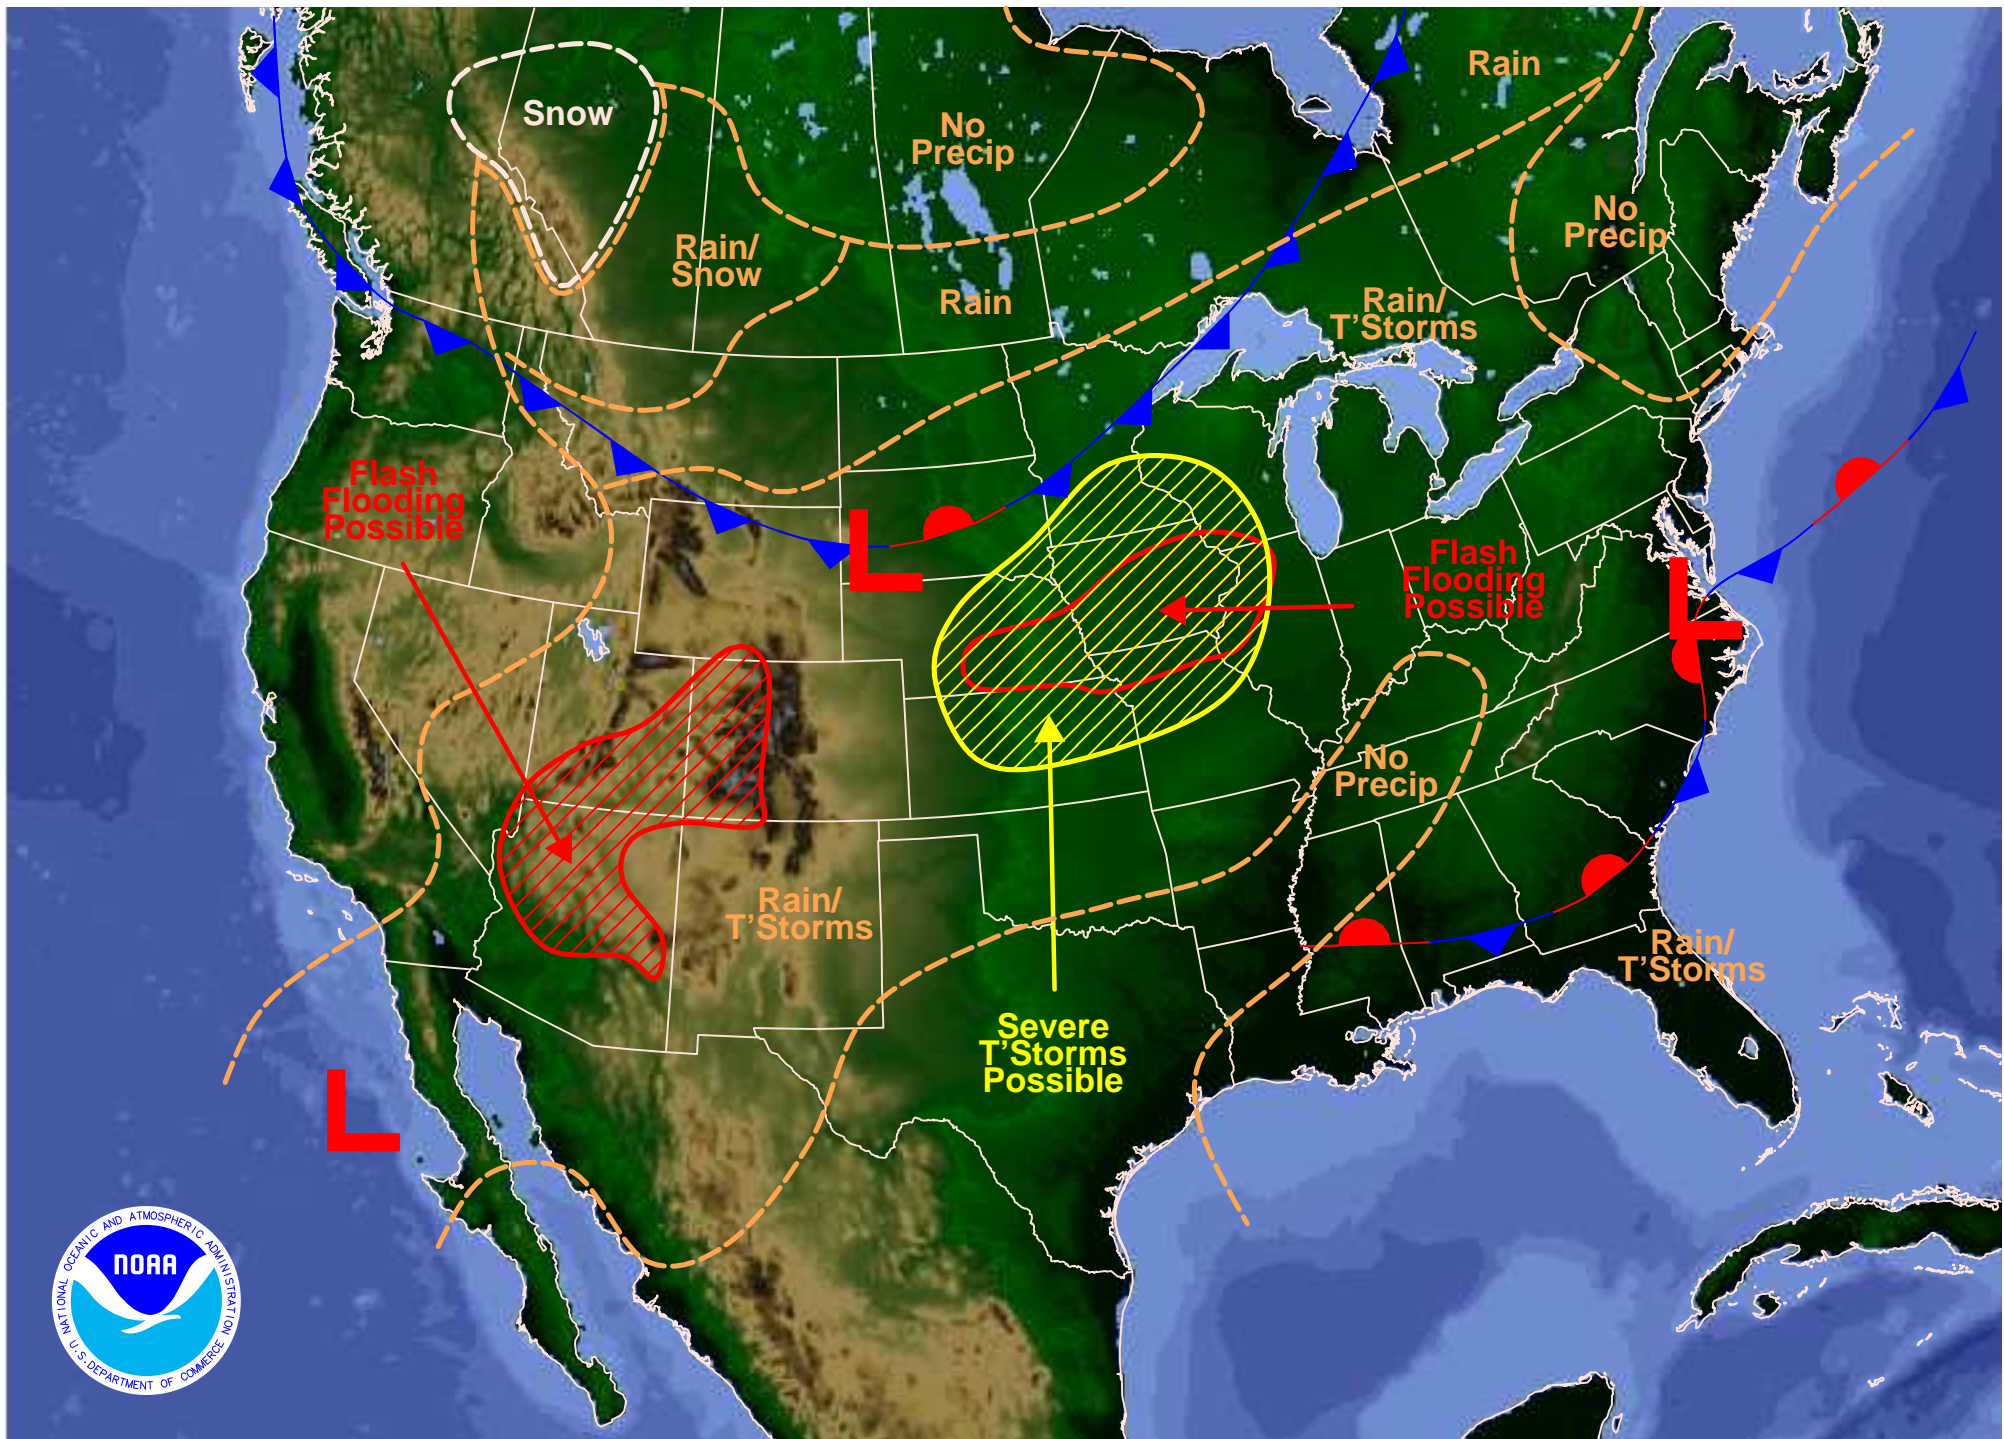 Snow
No
Precip
Rain
No
Precip
Rain/
Snow
Rain
Rain/
T'Storms
Flash
Flooding
Possible
L
Flash
Flooding
Possible
L
No
Precip
Rain/
T'Storms
Rain/
T'Storms
Severe
T'Storms
Possible
L
NATIONAL OCEANIC AND ATMOSPHERIC ADMINISTRATION
NOAA
U.S. DEPARTMENT OF COMMERCE